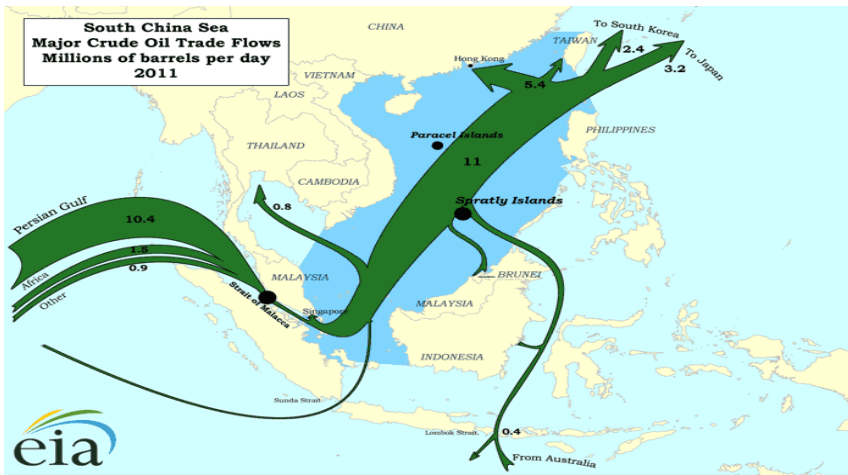 South China Sea
Major Crude Oil Trade Flows
Millions of barrels per day
2011
CHINA
To South Korea
TAIWAN
2.4
To Japan
3.2
Hong Kong
5.4
VIETNAM
LAOS
Paracel Islands
PHILIPPINES
THAILAND
11
CAMBODIA
Spratly Islands
0.8
Persian Gulf
10.4
1.5
Africa
0.9
Other
MALAYSIA
BRUNEI
Strait of Malacca
Singapore
MALAYSIA
INDONESIA
Sunda Strait
Lombok Strait
0.4
From Australia
eia